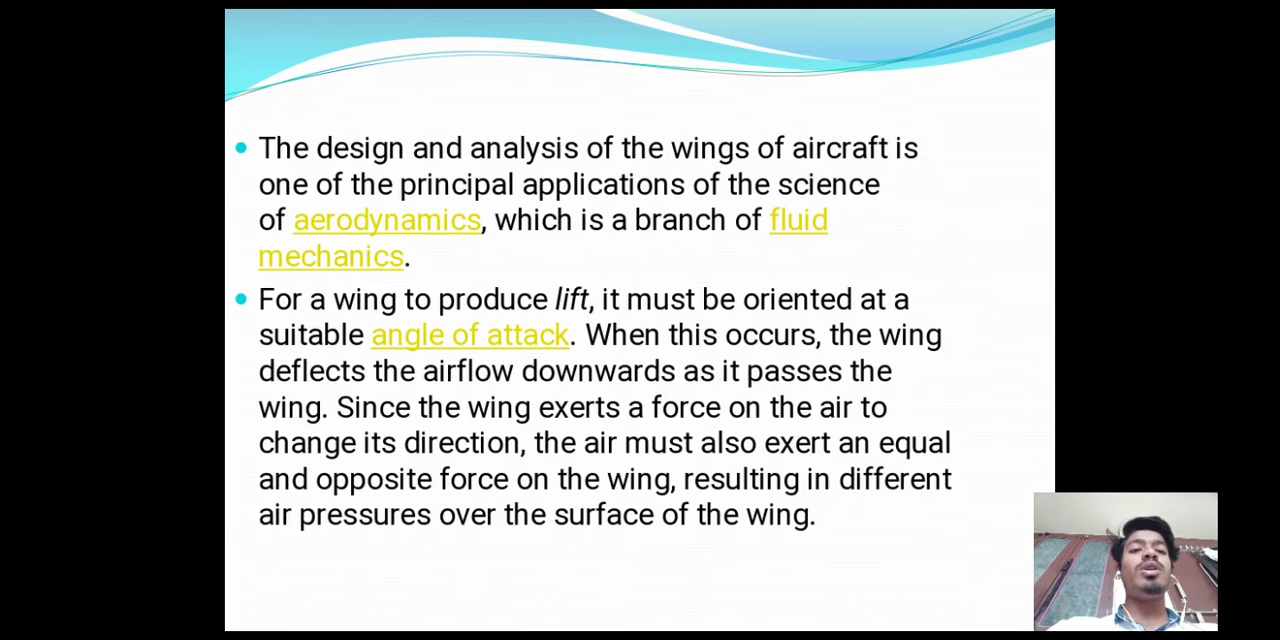 The design and analysis of the wings of aircraft is
one of the principal applications of the science
of aerodynamics, which is a branch of fluid
mechanics.
For a wing to produce lift, it must be oriented at a
suitable angle of attack. When this occurs, the wing
deflects the airflow downwards as it passes the
wing. Since the wing exerts a force on the air to
change its direction, the air must also exert an equal
and opposite force on the wing, resulting in different
air pressures over the surface of the wing.